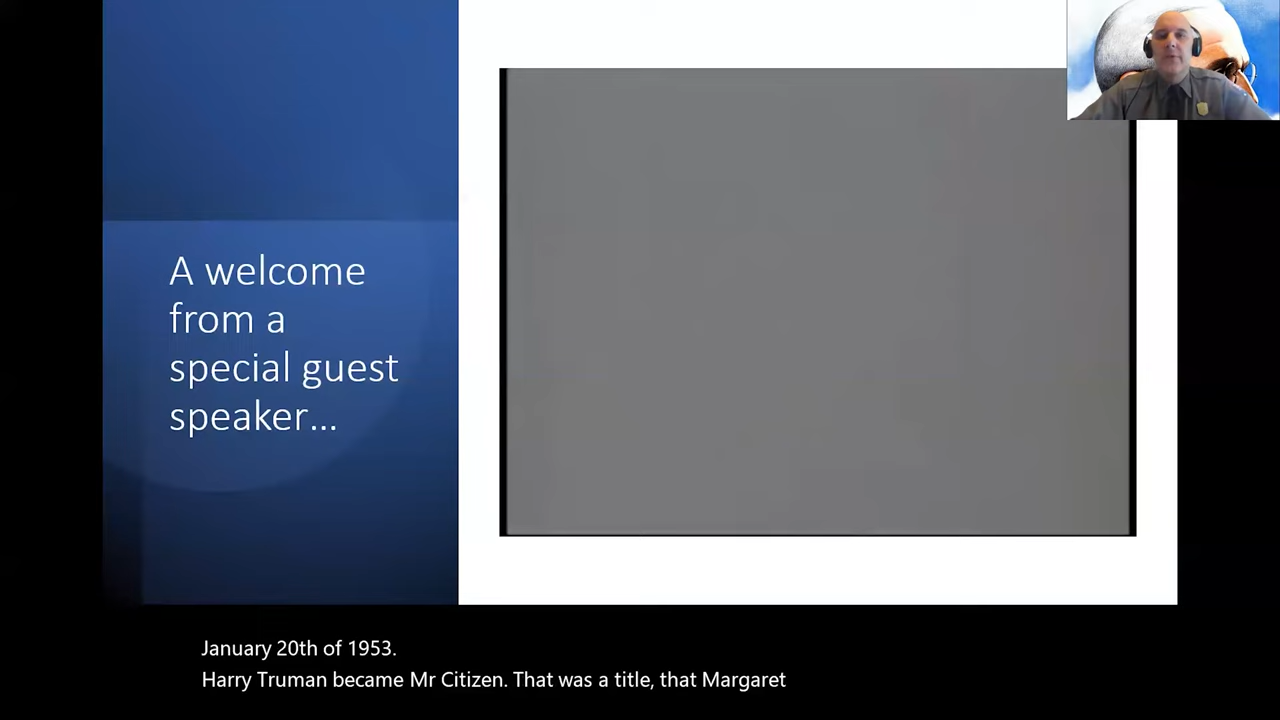 A welcome
from a
special guest
speaker...
January 20th of 1953.
Harry Truman became Mr Citizen. That was a title, that Margaret